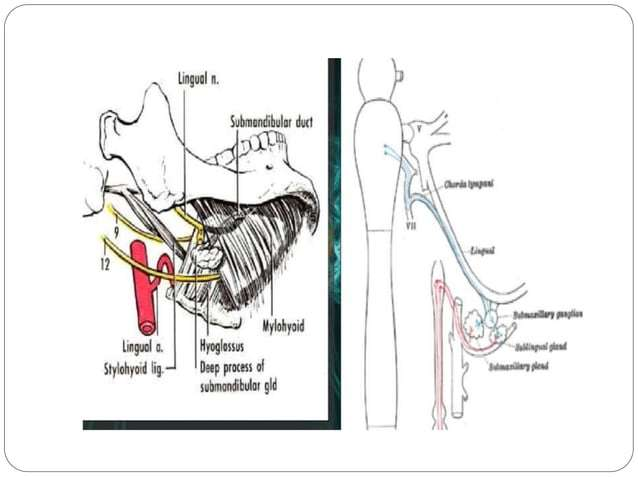 Lingual n.
Submandibular duct
9
12
Mylohyoid
Lingual a.
Hyoglossus
Stylohyoid lig.
Deep process of
submandibular gld
V
Chorda tympani
VII
Lingual
Submaxillary ganglion
Sublingual gland
Submaxillary gland